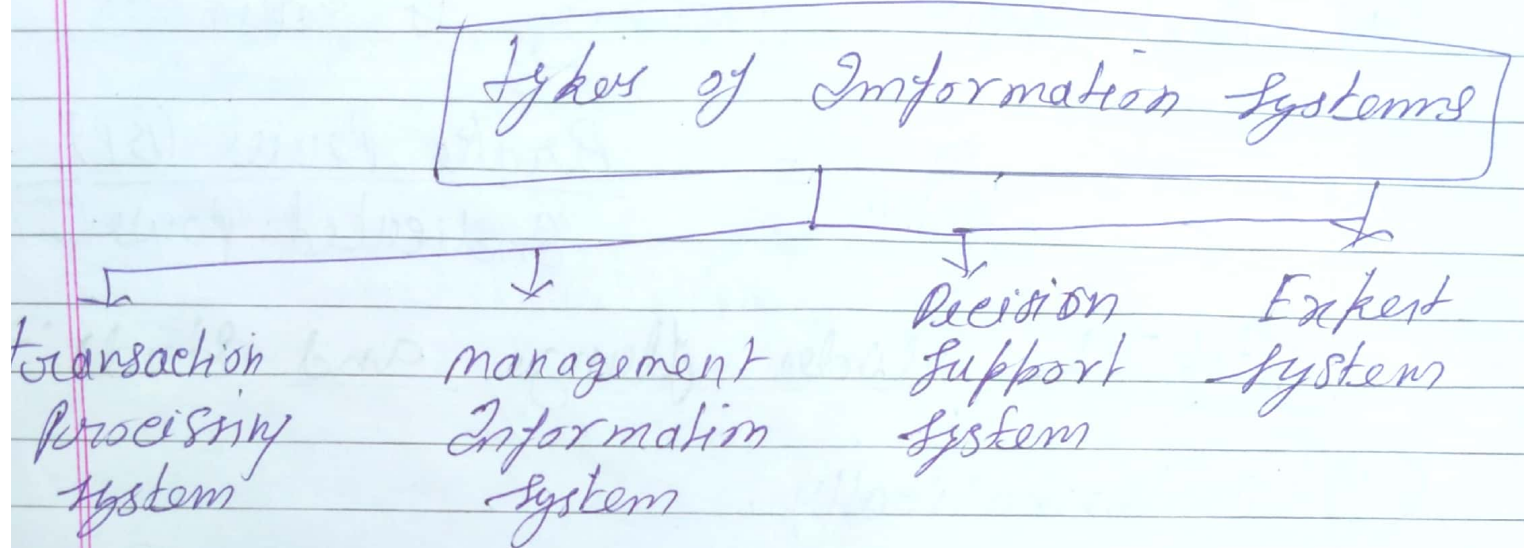 Types of Information Systems
Transaction
Processing
System
Management
Information
System
Decision
Support
System
Expert
System